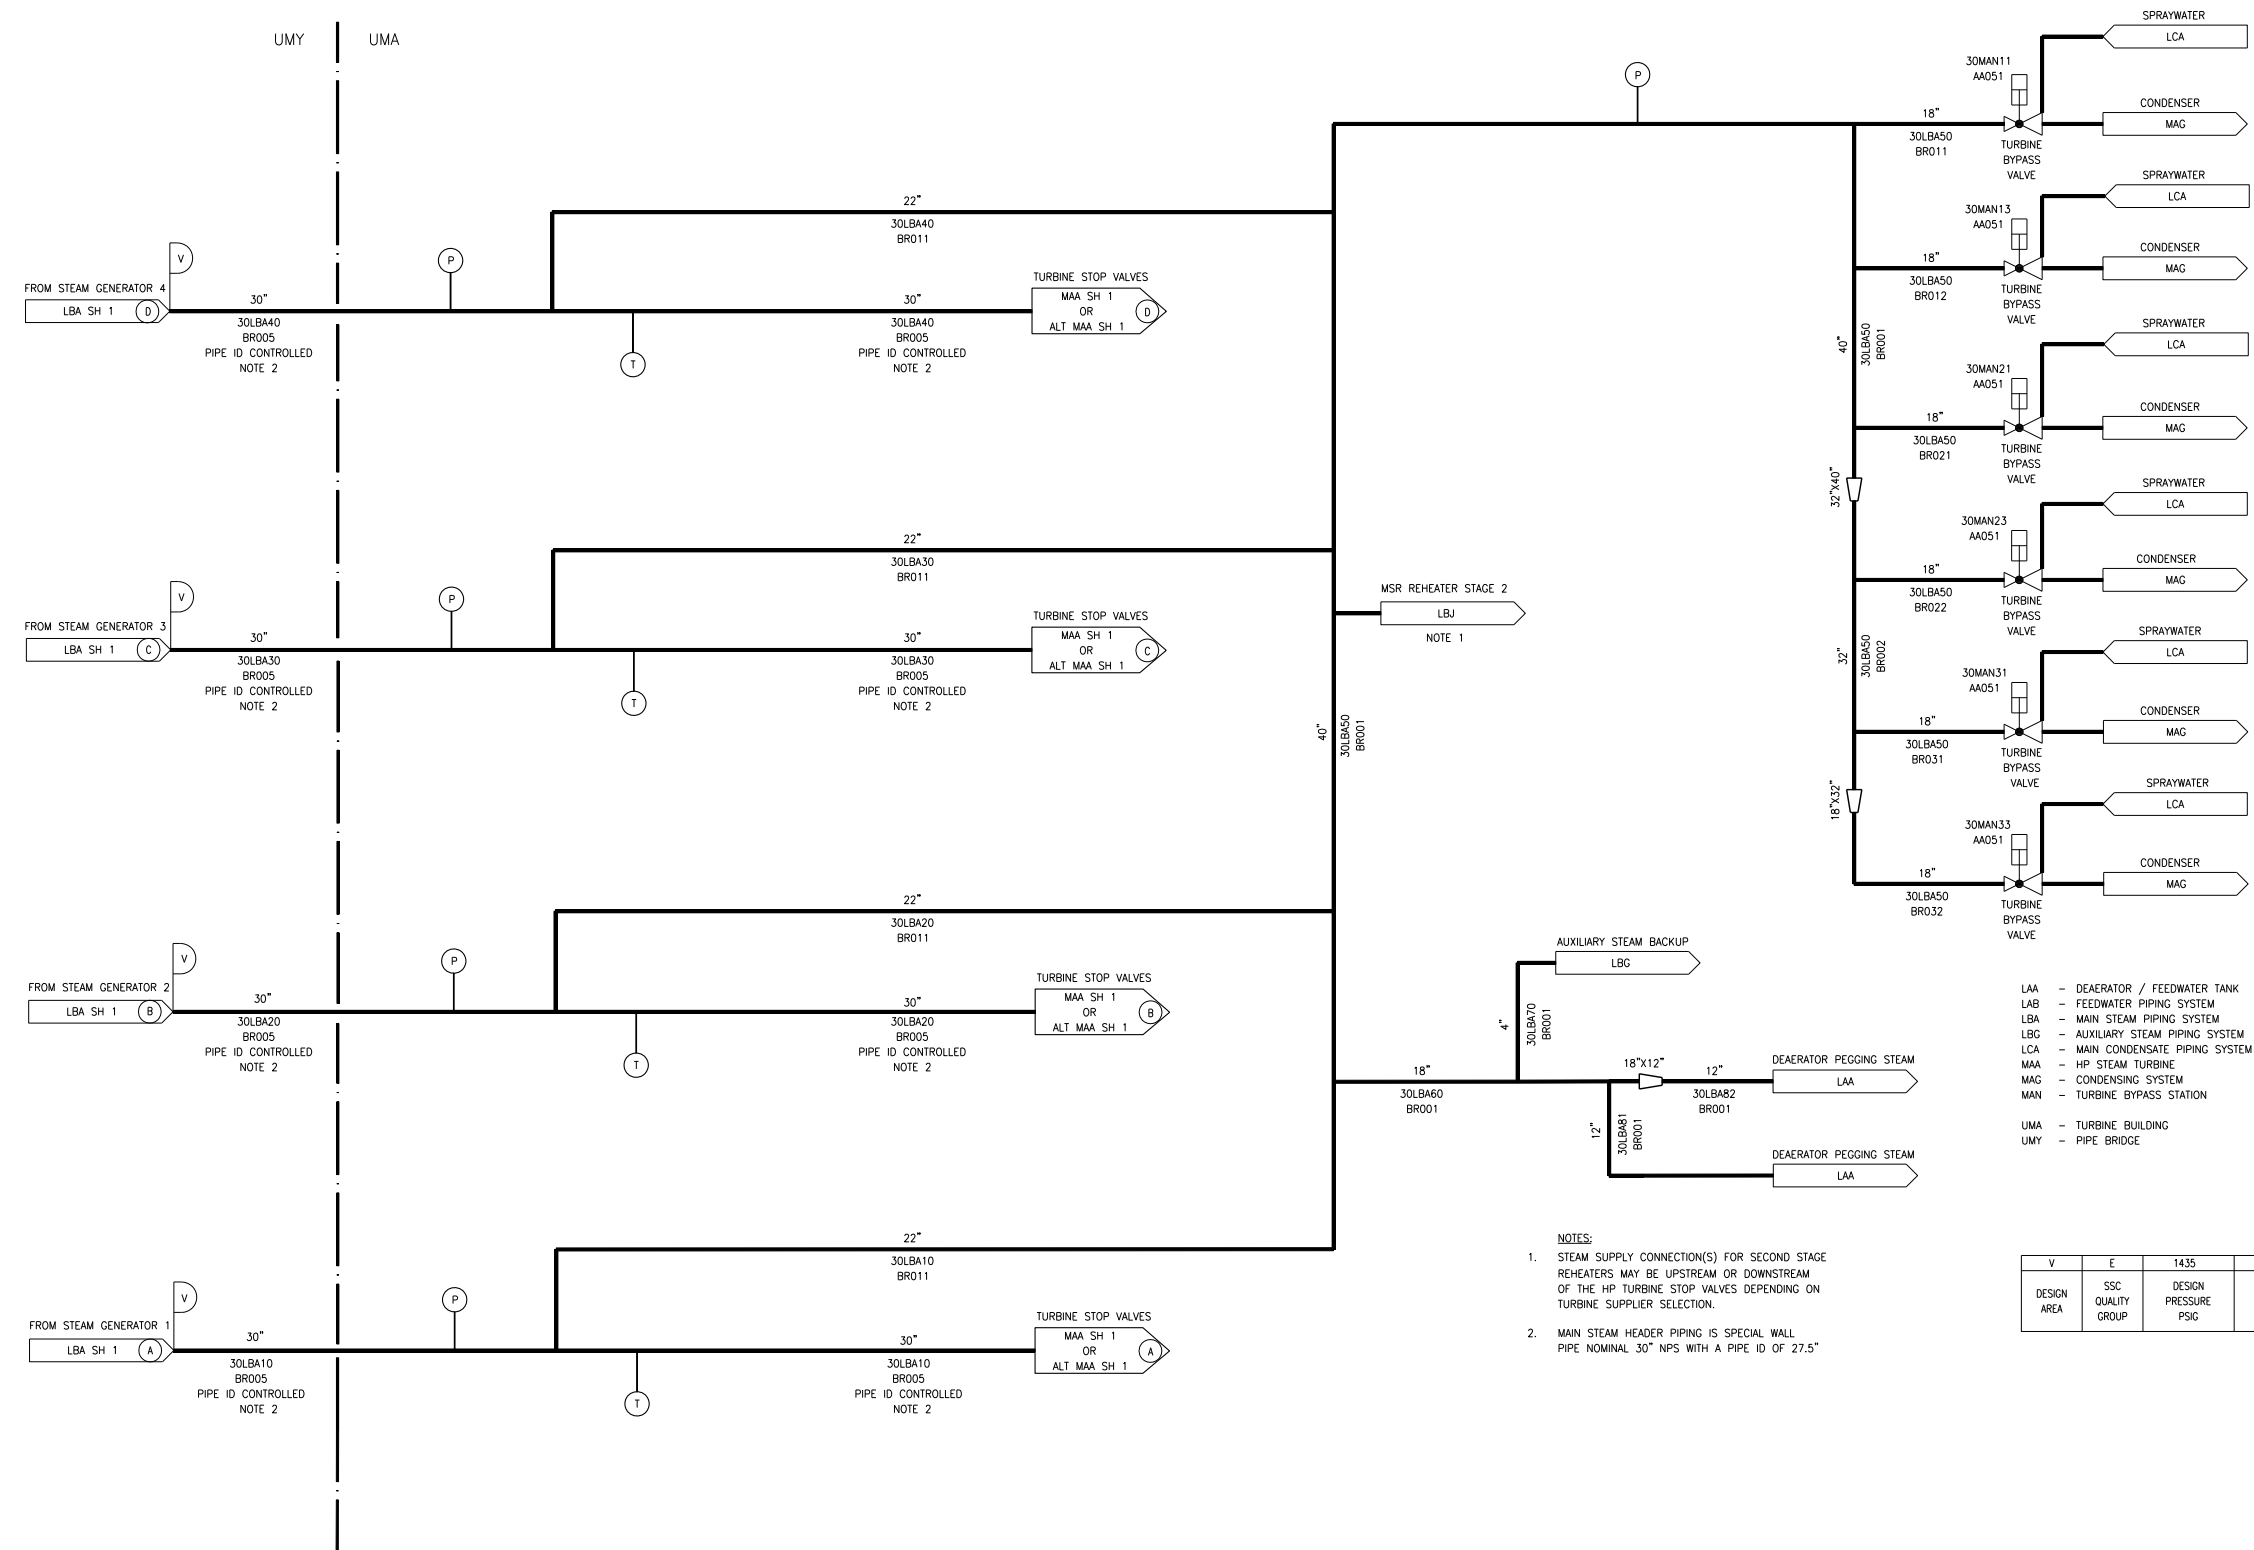 UMY
UMA
P
SPRAYWATER
LCA
30MAN11
AA051
18"
30LBA50
BR011
CONDENSER
MAG
TURBINE
BYPASS
VALVE
SPRAYWATER
LCA
30MAN13
AA051
18"
30LBA50
BR012
CONDENSER
MAG
TURBINE
BYPASS
VALVE
40"
30LBA50
BR001
SPRAYWATER
LCA
30MAN21
AA051
18"
30LBA50
BR021
CONDENSER
MAG
TURBINE
BYPASS
VALVE
32"X40"
SPRAYWATER
LCA
30MAN23
AA051
18"
30LBA50
BR022
CONDENSER
MAG
TURBINE
BYPASS
VALVE
32"
30LBA50
BR002
SPRAYWATER
LCA
30MAN31
AA051
18"
30LBA50
BR031
CONDENSER
MAG
TURBINE
BYPASS
VALVE
18"X32"
SPRAYWATER
LCA
30MAN33
AA051
18"
30LBA50
BR032
CONDENSER
MAG
TURBINE
BYPASS
VALVE
22"
30LBA40
BR011
V
FROM STEAM GENERATOR 4
LBA SH 1
D
30"
30LBA40
BR005
PIPE ID CONTROLLED
NOTE 2
P
T
30"
30LBA40
BR005
PIPE ID CONTROLLED
NOTE 2
TURBINE STOP VALVES
MAA SH 1
OR
ALT MAA SH 1
D
22"
30LBA30
BR011
V
FROM STEAM GENERATOR 3
LBA SH 1
C
30"
30LBA30
BR005
PIPE ID CONTROLLED
NOTE 2
P
T
30"
30LBA30
BR005
PIPE ID CONTROLLED
NOTE 2
TURBINE STOP VALVES
MAA SH 1
OR
ALT MAA SH 1
C
MSR REHEATER STAGE 2
LBJ
NOTE 1
40"
30LBA50
BR001
22"
30LBA20
BR011
V
FROM STEAM GENERATOR 2
LBA SH 1
B
30"
30LBA20
BR005
PIPE ID CONTROLLED
NOTE 2
P
T
30"
30LBA20
BR005
PIPE ID CONTROLLED
NOTE 2
TURBINE STOP VALVES
MAA SH 1
OR
ALT MAA SH 1
B
AUXILIARY STEAM BACKUP
LBG
4"
30LBA70
BR001
18"
30LBA60
BR001
18"X12"
12"
30LBA82
BR001
DEAERATOR PEGGING STEAM
LAA
12"
30LBA81
BR001
DEAERATOR PEGGING STEAM
LAA
22"
30LBA10
BR011
V
FROM STEAM GENERATOR 1
LBA SH 1
A
30"
30LBA10
BR005
PIPE ID CONTROLLED
NOTE 2
P
T
30"
30LBA10
BR005
PIPE ID CONTROLLED
NOTE 2
TURBINE STOP VALVES
MAA SH 1
OR
ALT MAA SH 1
A
LAA – DEAERATOR / FEEDWATER TANK
LAB – FEEDWATER PIPING SYSTEM
LBA – MAIN STEAM PIPING SYSTEM
LBG – AUXILIARY STEAM PIPING SYSTEM
LCA – MAIN CONDENSATE PIPING SYSTEM
MAA – HP STEAM TURBINE
MAG – CONDENSING SYSTEM
MAN – TURBINE BYPASS STATION
UMA – TURBINE BUILDING
UMY – PIPE BRIDGE
NOTES:
1. STEAM SUPPLY CONNECTION(S) FOR SECOND STAGE
REHEATERS MAY BE UPSTREAM OR DOWNSTREAM
OF THE HP TURBINE STOP VALVES DEPENDING ON
TURBINE SUPPLIER SELECTION.
2. MAIN STEAM HEADER PIPING IS SPECIAL WALL
PIPE NOMINAL 30" NPS WITH A PIPE ID OF 27.5"
V E 1435
DESIGN AREA
SSC QUALITY GROUP
DESIGN PRESSURE PSIG